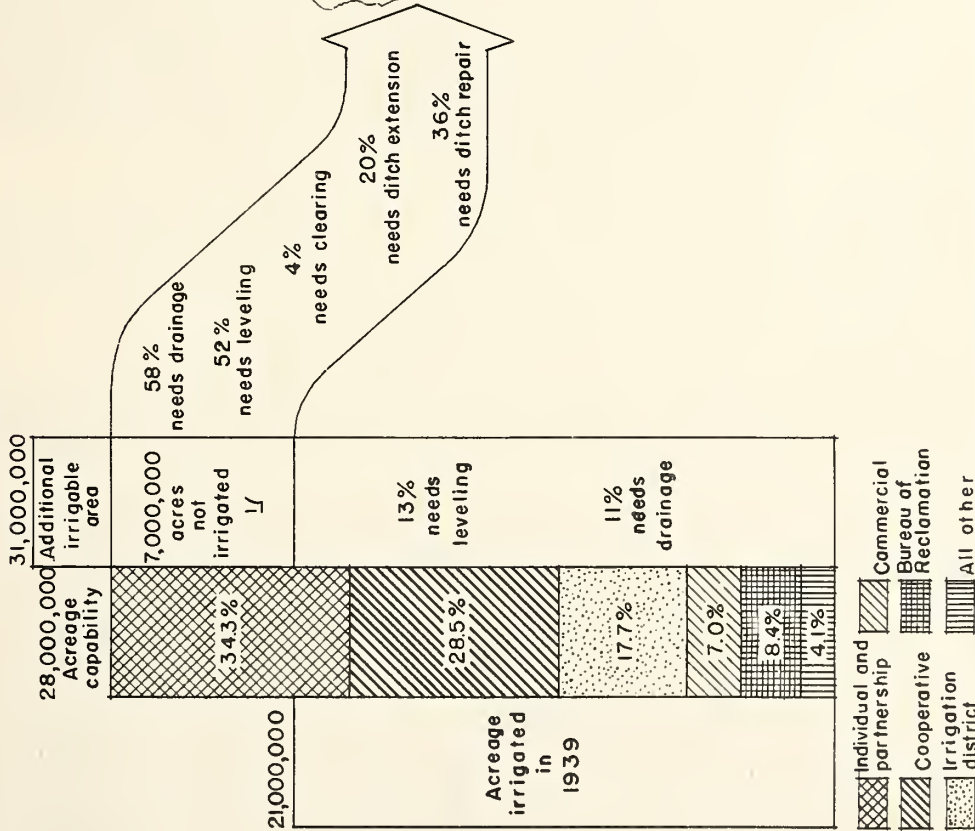 31,000,000
28,000,000
Additional
irrigable
area
Acreage
capability
7,000,000
acres
not
irrigated
1/
58%
needs drainage
52%
needs leveling
4%
needs clearing
20%
needs ditch extension
36%
needs ditch repair
34.3%
28.5%
17.7%
7.0%
8.4%
4.1%
13%
needs
leveling
11%
needs
drainage
21,000,000
Acreage
irrigated
in
1939
Individual and
partnership
Cooperative
Irrigation
district
Commercial
Bureau of
Reclamation
All other